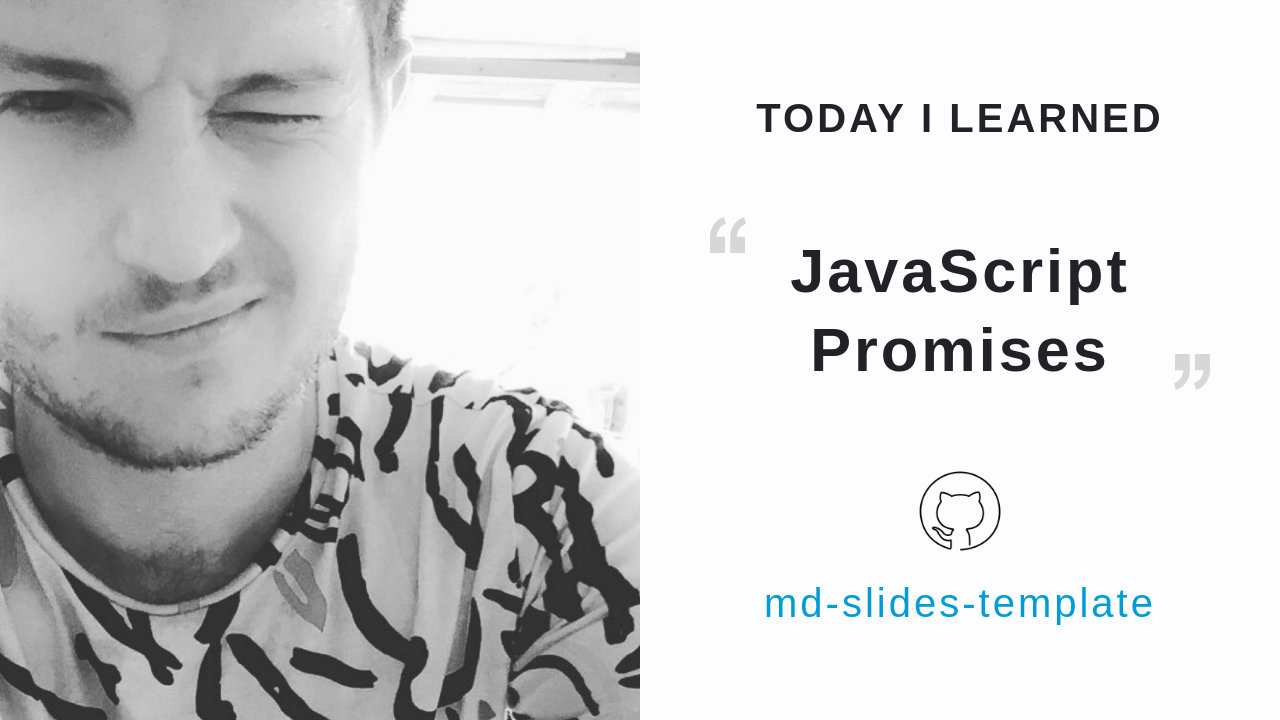 TODAY I LEARNED
“ JavaScript
Promises ”
md-slides-template